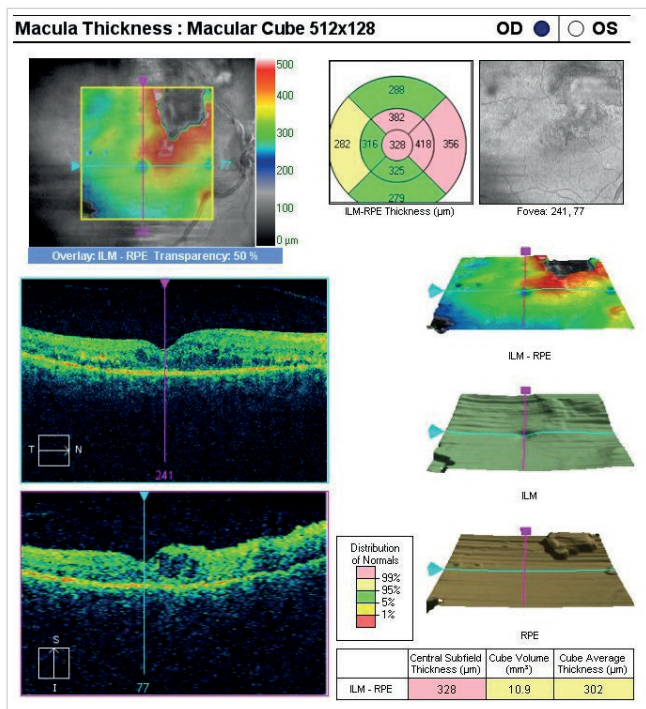 Macula Thickness : Macular Cube 512x128
OD OS
500
400
300
200
100
0 µm
77
Overlay: ILM - RPE Transparency: 50 %
288
382
282 316 328 418 356
325
279
ILM-RPE Thickness (µm)
Fovea: 241, 77
ILM - RPE
T N
241
ILM
S
I
77
Distribution
of Normals
99%
95%
5%
1%
RPE
Central Subfield Thickness (µm) Cube Volume (mm³) Cube Average Thickness (µm)
ILM - RPE 328 10.9 302